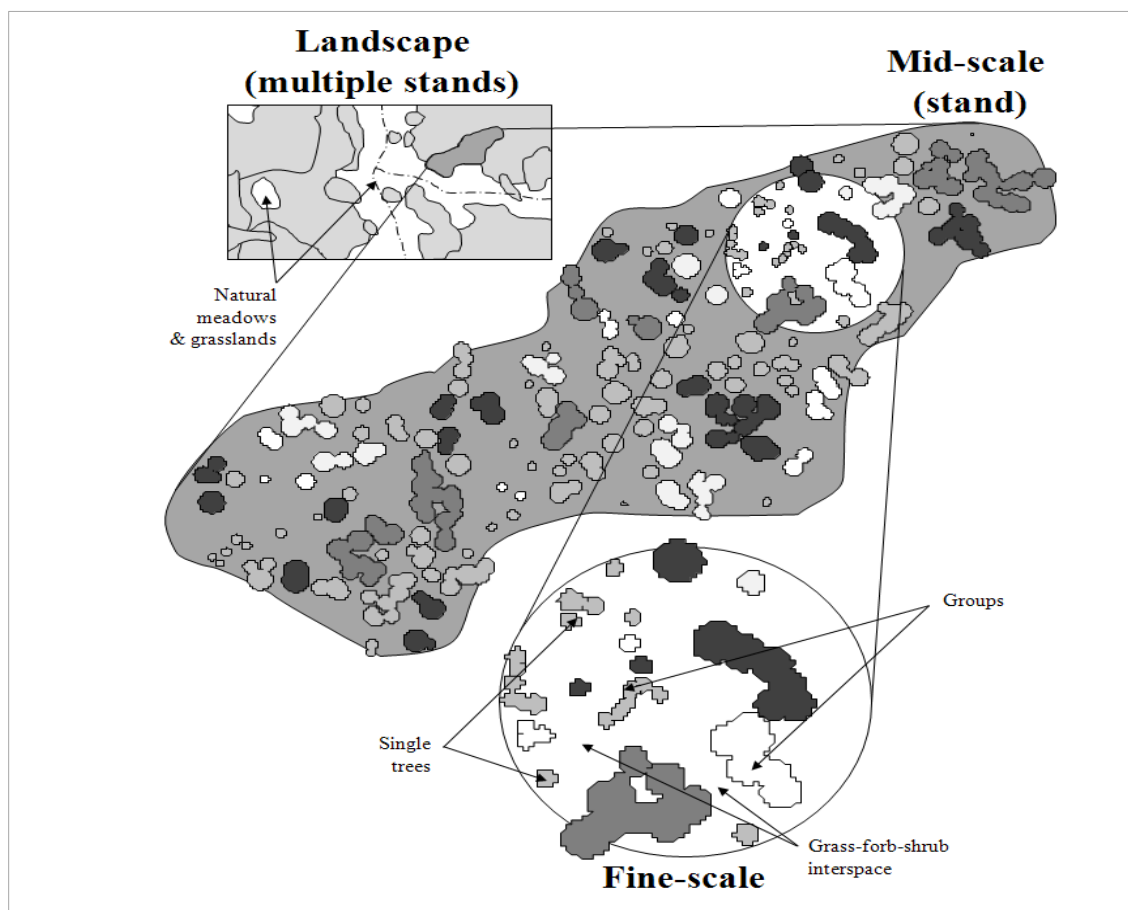 Landscape
(multiple stands)
Mid-scale
(stand)
Natural
meadows
& grasslands
Groups
Single
trees
Grass-forb-shrub
interspace
Fine-scale